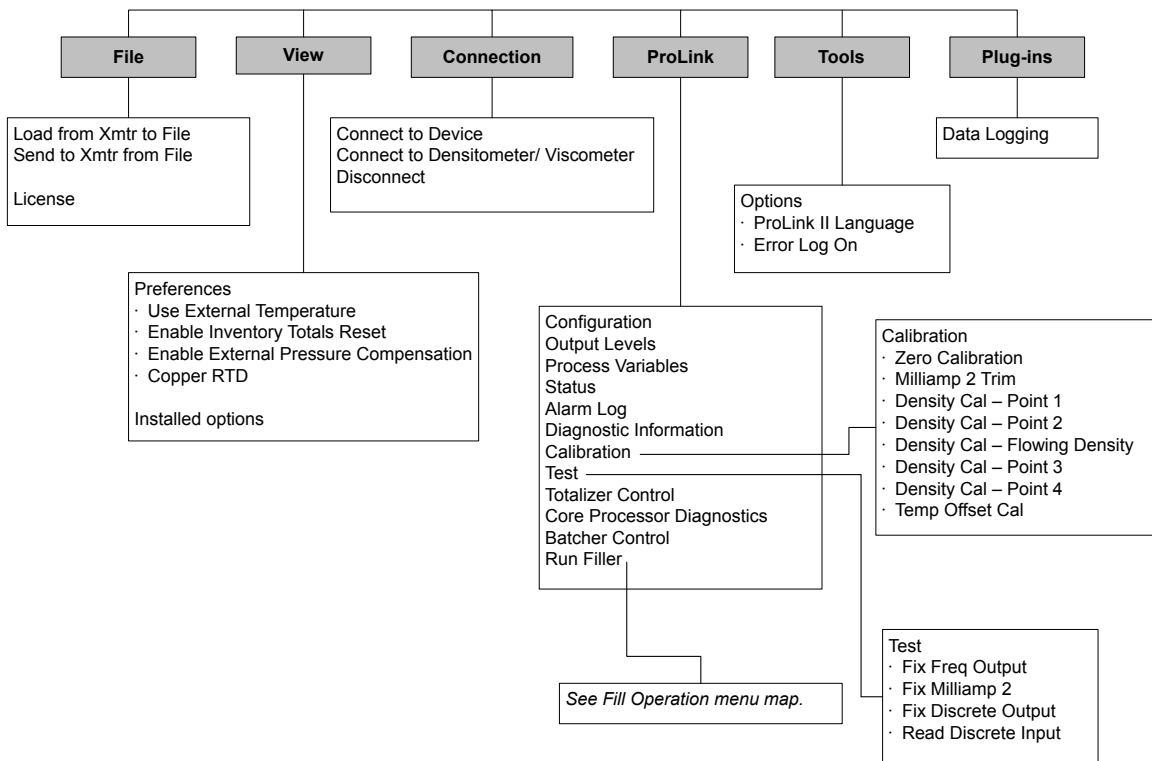 File
View
Connection
ProLink
Tools
Plug-ins
Load from Xmtr to File
Send to Xmtr from File
License
Connect to Device
Connect to Densitometer/ Viscometer
Disconnect
Data Logging
Options
· ProLink II Language
· Error Log On
Preferences
· Use External Temperature
· Enable Inventory Totals Reset
· Enable External Pressure Compensation
· Copper RTD
Installed options
Configuration
Output Levels
Process Variables
Status
Alarm Log
Diagnostic Information
Calibration
Test
Totalizer Control
Core Processor Diagnostics
Batcher Control
Run Filler
Calibration
· Zero Calibration
· Milliamp 2 Trim
· Density Cal – Point 1
· Density Cal – Point 2
· Density Cal – Flowing Density
· Density Cal – Point 3
· Density Cal – Point 4
· Temp Offset Cal
See Fill Operation menu map.
Test
· Fix Freq Output
· Fix Milliamp 2
· Fix Discrete Output
· Read Discrete Input